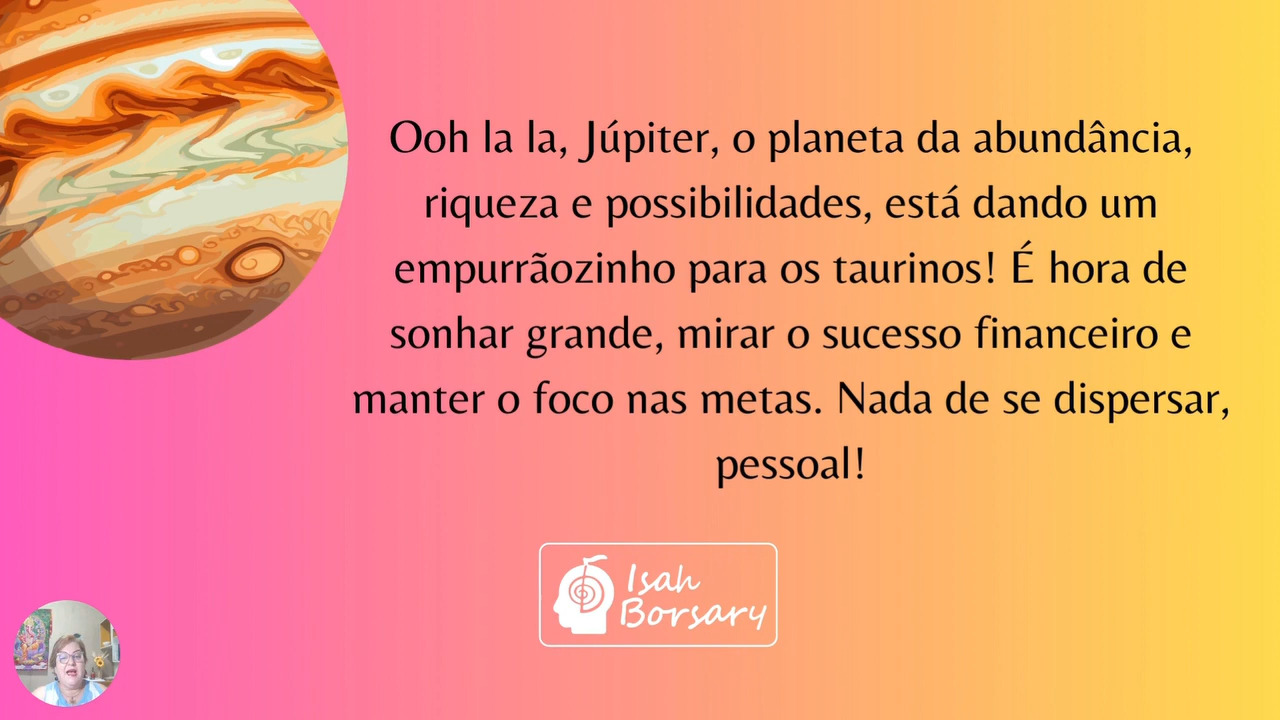 Ooh la la, Júpiter, o planeta da abundância,
riqueza e possibilidades, está dando um
empurrãozinho para os taurinos! É hora de
sonhar grande, mirar o sucesso financeiro e
manter o foco nas metas. Nada de se dispersar,
pessoal!
Isah
Borsary